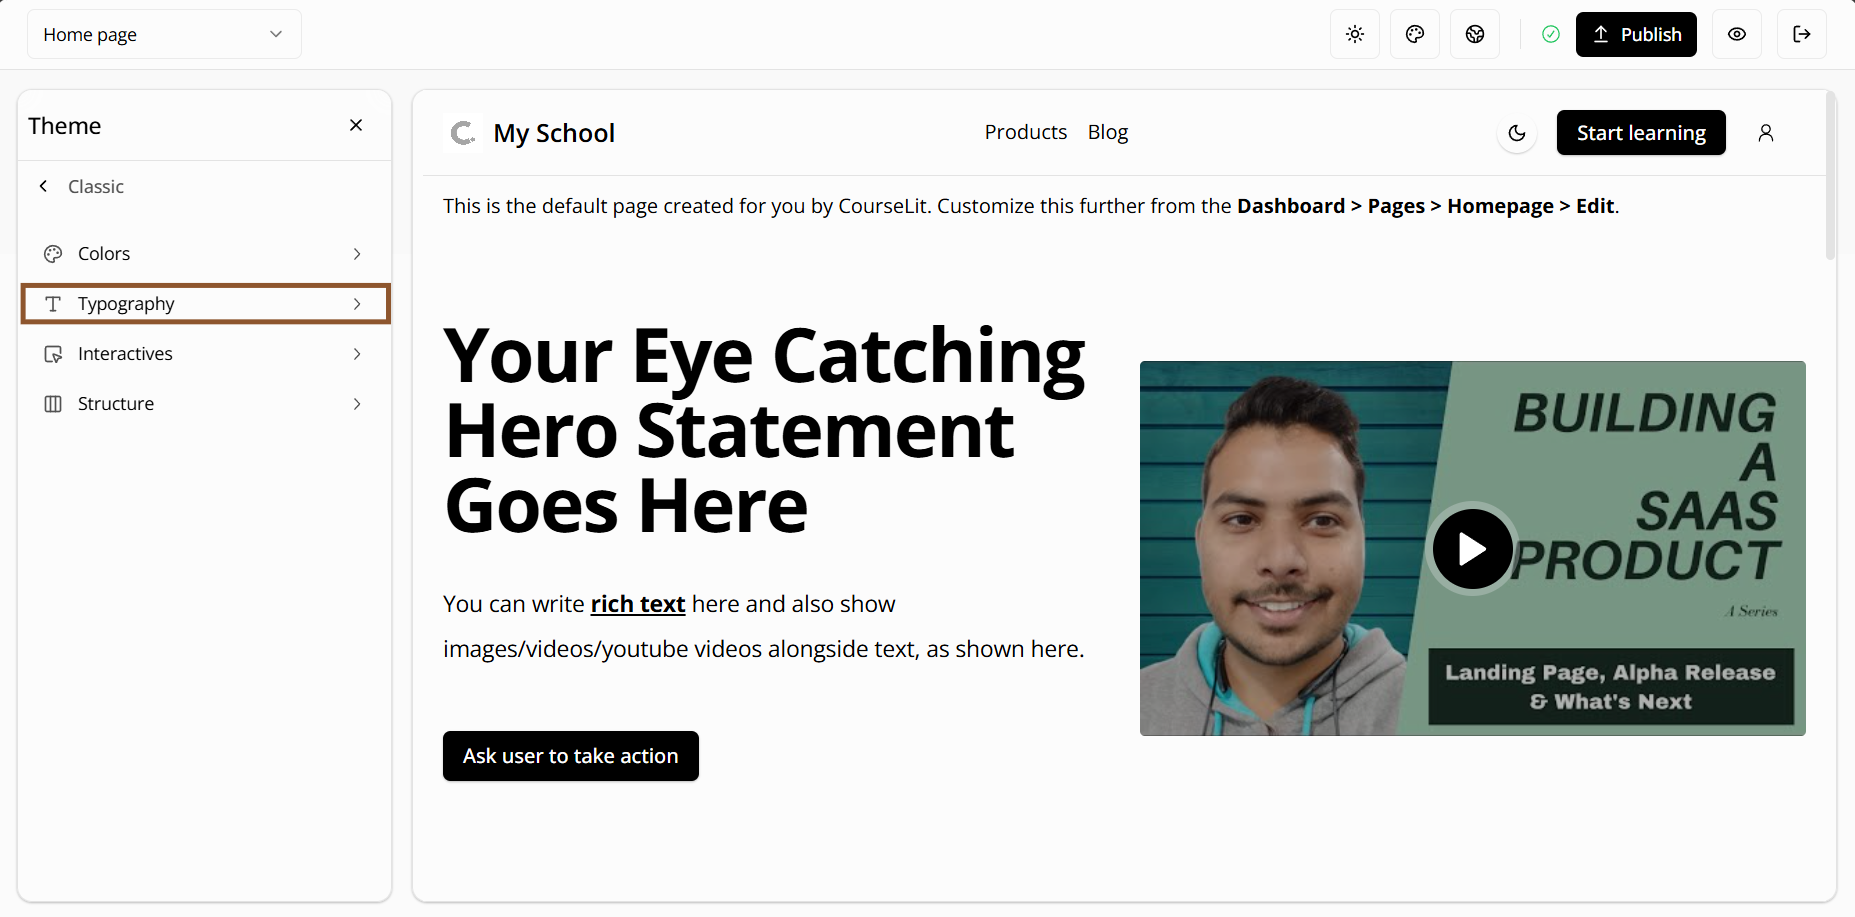 Home page
Publish
Theme
Classic
Colors
Typography
Interactives
Structure
My School
Products Blog
Start learning
This is the default page created for you by CourseLit. Customize this further from the Dashboard > Pages > Homepage > Edit.
Your Eye Catching
Hero Statement
Goes Here
You can write rich text here and also show
images/videos/youtube videos alongside text, as shown here.
Ask user to take action
BUILDING
A
SAAS
PRODUCT
A Series
Landing Page, Alpha Release
& What's Next